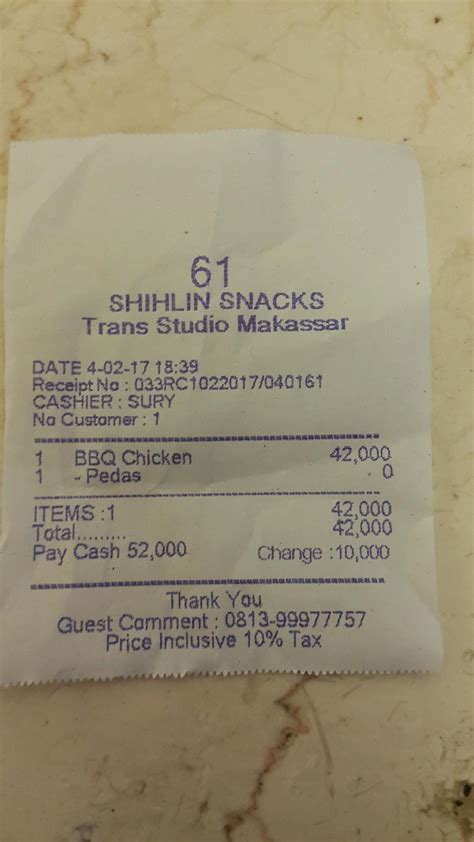 61
SHIHLIN SNACKS
Trans Studio Makassar
DATE 4-02-17 18:39
Receipt No : 033RC1022017/040161
CASHIER : SURY
No Customer : 1
1 BBQ Chicken 42,000
1 - Pedas 0
ITEMS :1 42,000
Total......... 42,000
Pay Cash 52,000 Change :10,000
Thank You
Guest Comment : 0813-99977757
Price Inclusive 10% Tax